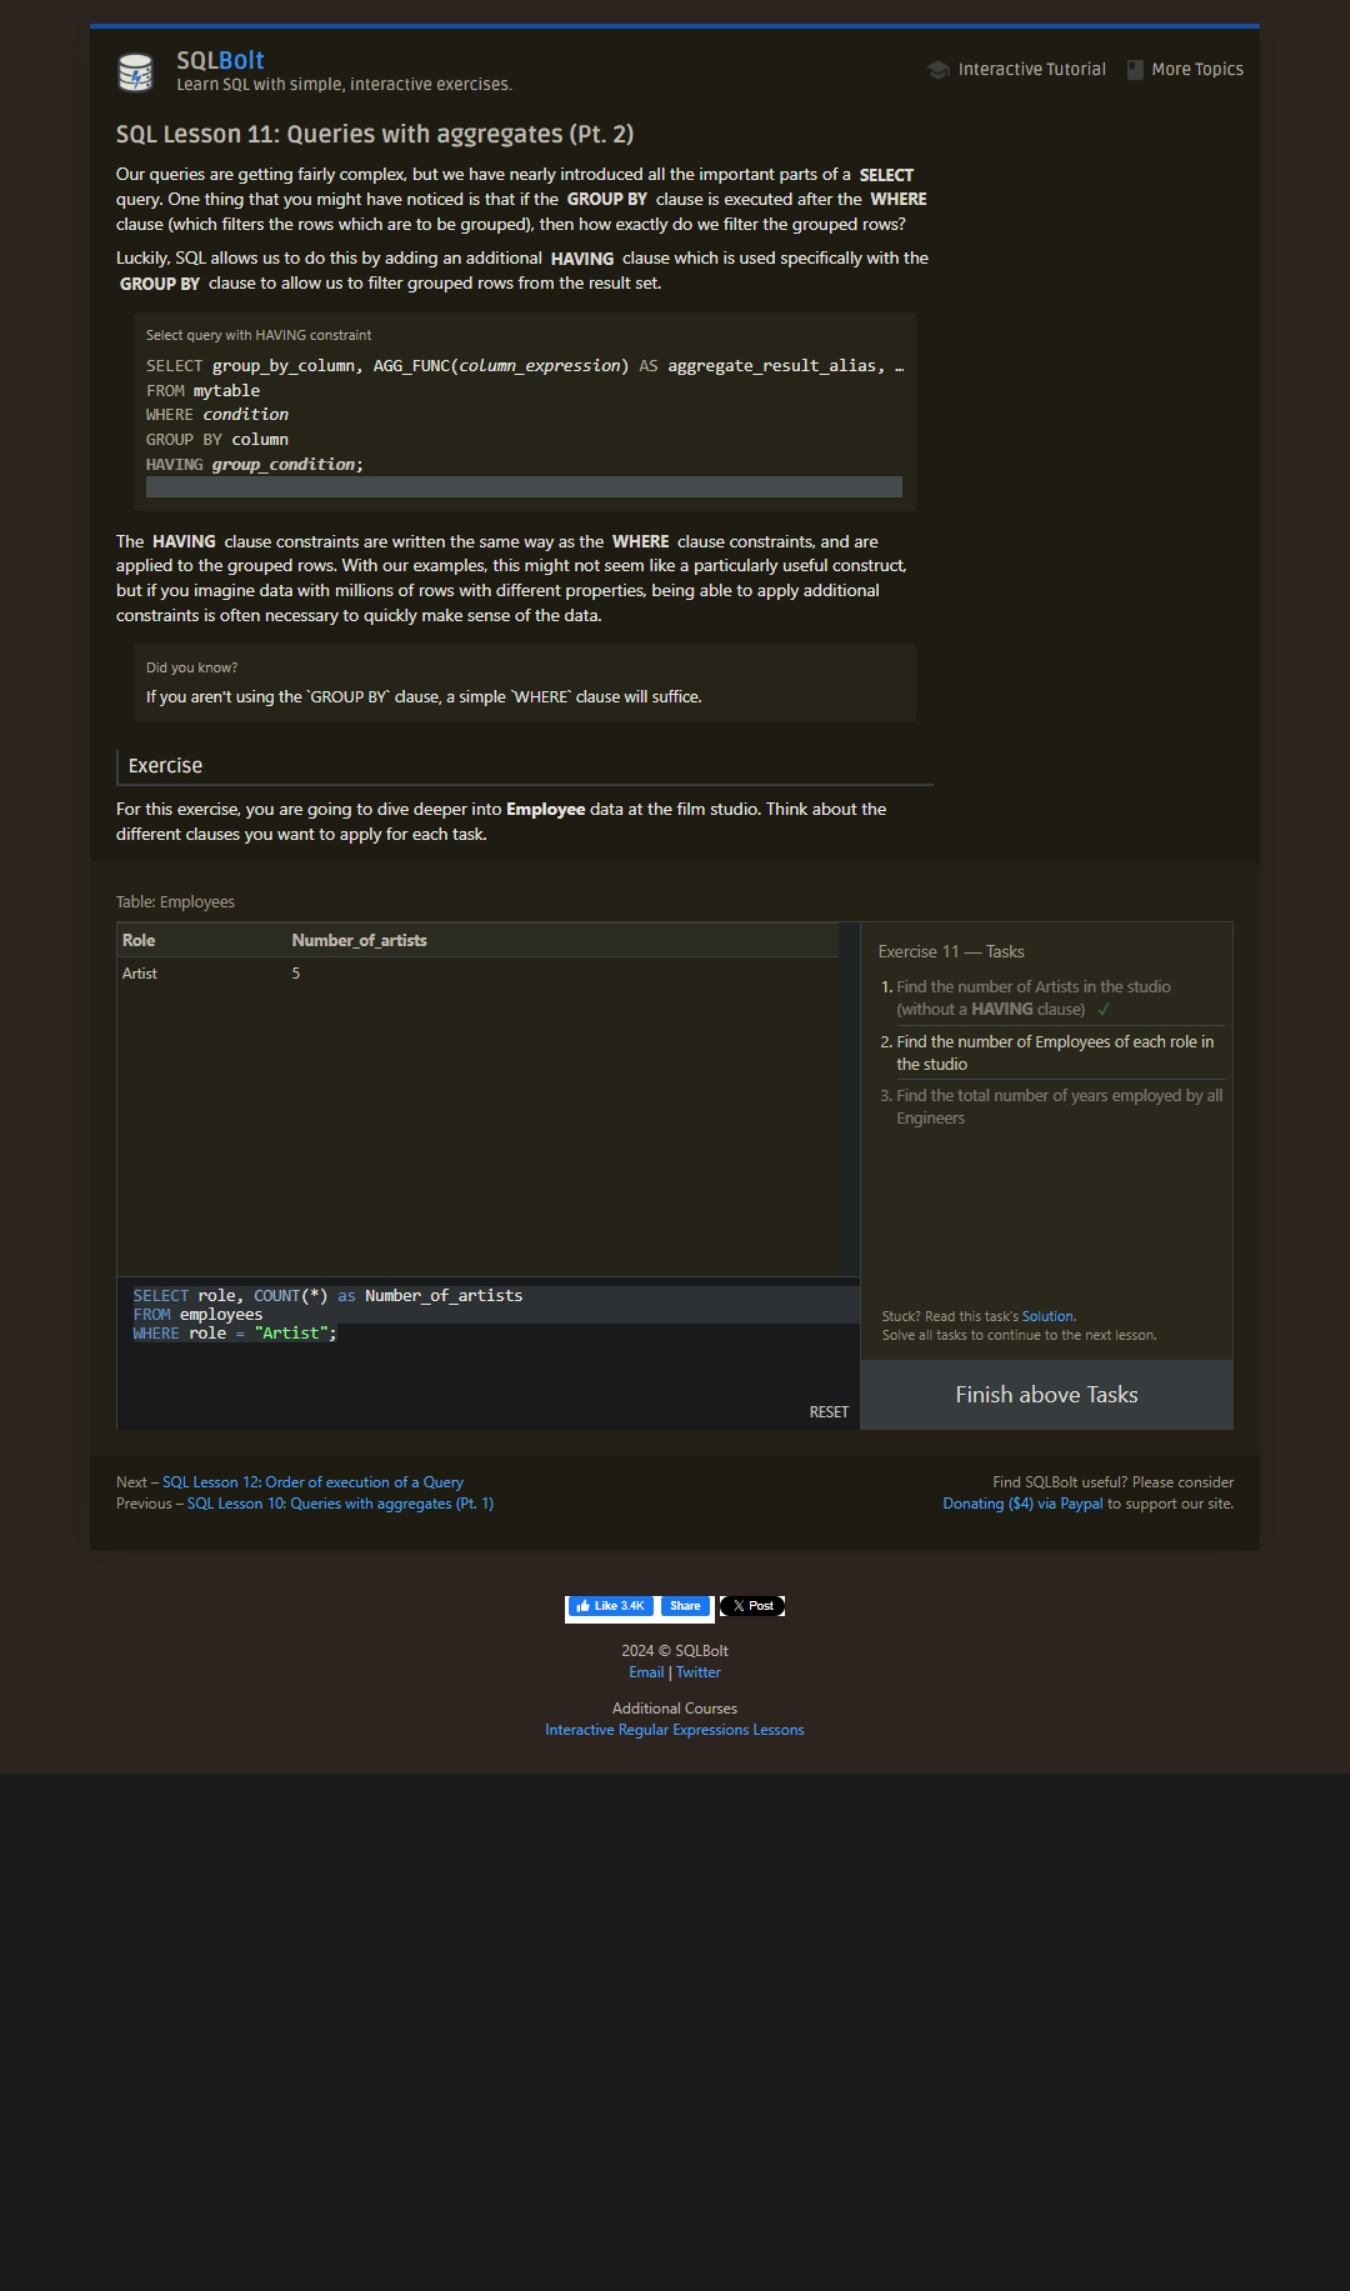 SQLBolt
Learn SQL with simple, interactive exercises.
Interactive Tutorial
More Topics
SQL Lesson 11: Queries with aggregates (Pt. 2)
Our queries are getting fairly complex, but we have nearly introduced all the important parts of a SELECT
query. One thing that you might have noticed is that if the GROUP BY clause is executed after the WHERE
clause (which filters the rows which are to be grouped), then how exactly do we filter the grouped rows?
Luckily, SQL allows us to do this by adding an additional HAVING clause which is used specifically with the
GROUP BY clause to allow us to filter grouped rows from the result set.
Select query with HAVING constraint
SELECT group_by_column, AGG_FUNC(column_expression) AS aggregate_result_alias, …
FROM mytable
WHERE condition
GROUP BY column
HAVING group_condition;
The HAVING clause constraints are written the same way as the WHERE clause constraints, and are
applied to the grouped rows. With our examples, this might not seem like a particularly useful construct,
but if you imagine data with millions of rows with different properties, being able to apply additional
constraints is often necessary to quickly make sense of the data.
Did you know?
If you aren't using the `GROUP BY` clause, a simple `WHERE` clause will suffice.
Exercise
For this exercise, you are going to dive deeper into Employee data at the film studio. Think about the
different clauses you want to apply for each task.
Table: Employees
Role Number_of_artists
Artist 5
Exercise 11 — Tasks
1. Find the number of Artists in the studio
(without a HAVING clause) ✓
2. Find the number of Employees of each role in
the studio
3. Find the total number of years employed by all
Engineers
SELECT role, COUNT(*) as Number_of_artists
FROM employees
WHERE role = "Artist";
RESET
Stuck? Read this task's Solution.
Solve all tasks to continue to the next lesson.
Finish above Tasks
Next – SQL Lesson 12: Order of execution of a Query
Previous – SQL Lesson 10: Queries with aggregates (Pt. 1)
Find SQLBolt useful? Please consider
Donating ($4) via Paypal to support our site.
Like 3.4K Share
X Post
2024 © SQLBolt
Email | Twitter
Additional Courses
Interactive Regular Expressions Lessons